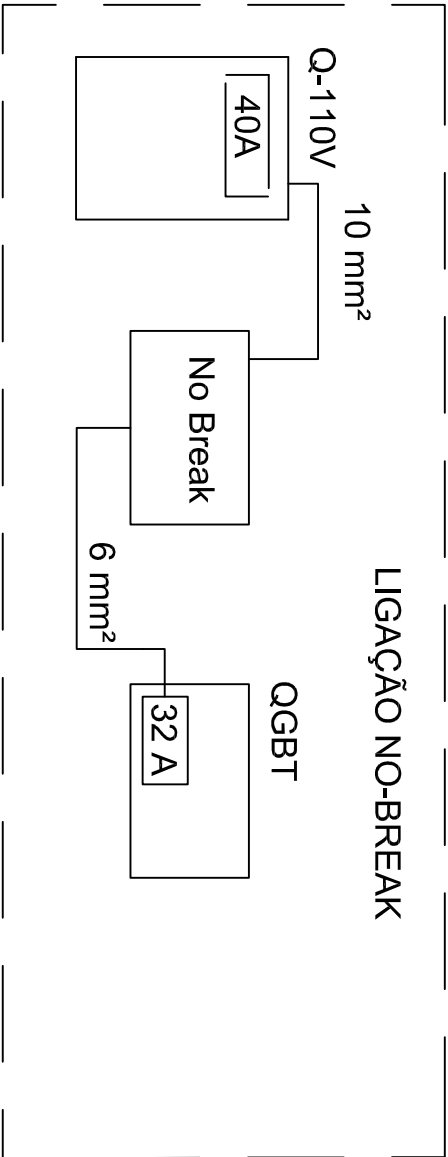 LIGAÇÃO NO-BREAK
Q-110V
40A
10 mm²
No Break
6 mm²
QGBT
32 A